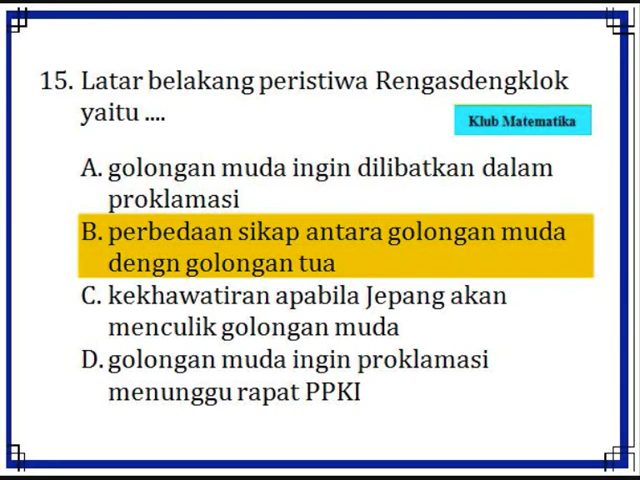 15. Latar belakang peristiwa Rengasdengklok
yaitu ....
Klub Matematika
A. golongan muda ingin dilibatkan dalam
proklamasi
B. perbedaan sikap antara golongan muda
dengn golongan tua
C. kekhawatiran apabila Jepang akan
menculik golongan muda
D. golongan muda ingin proklamasi
menunggu rapat PPKI